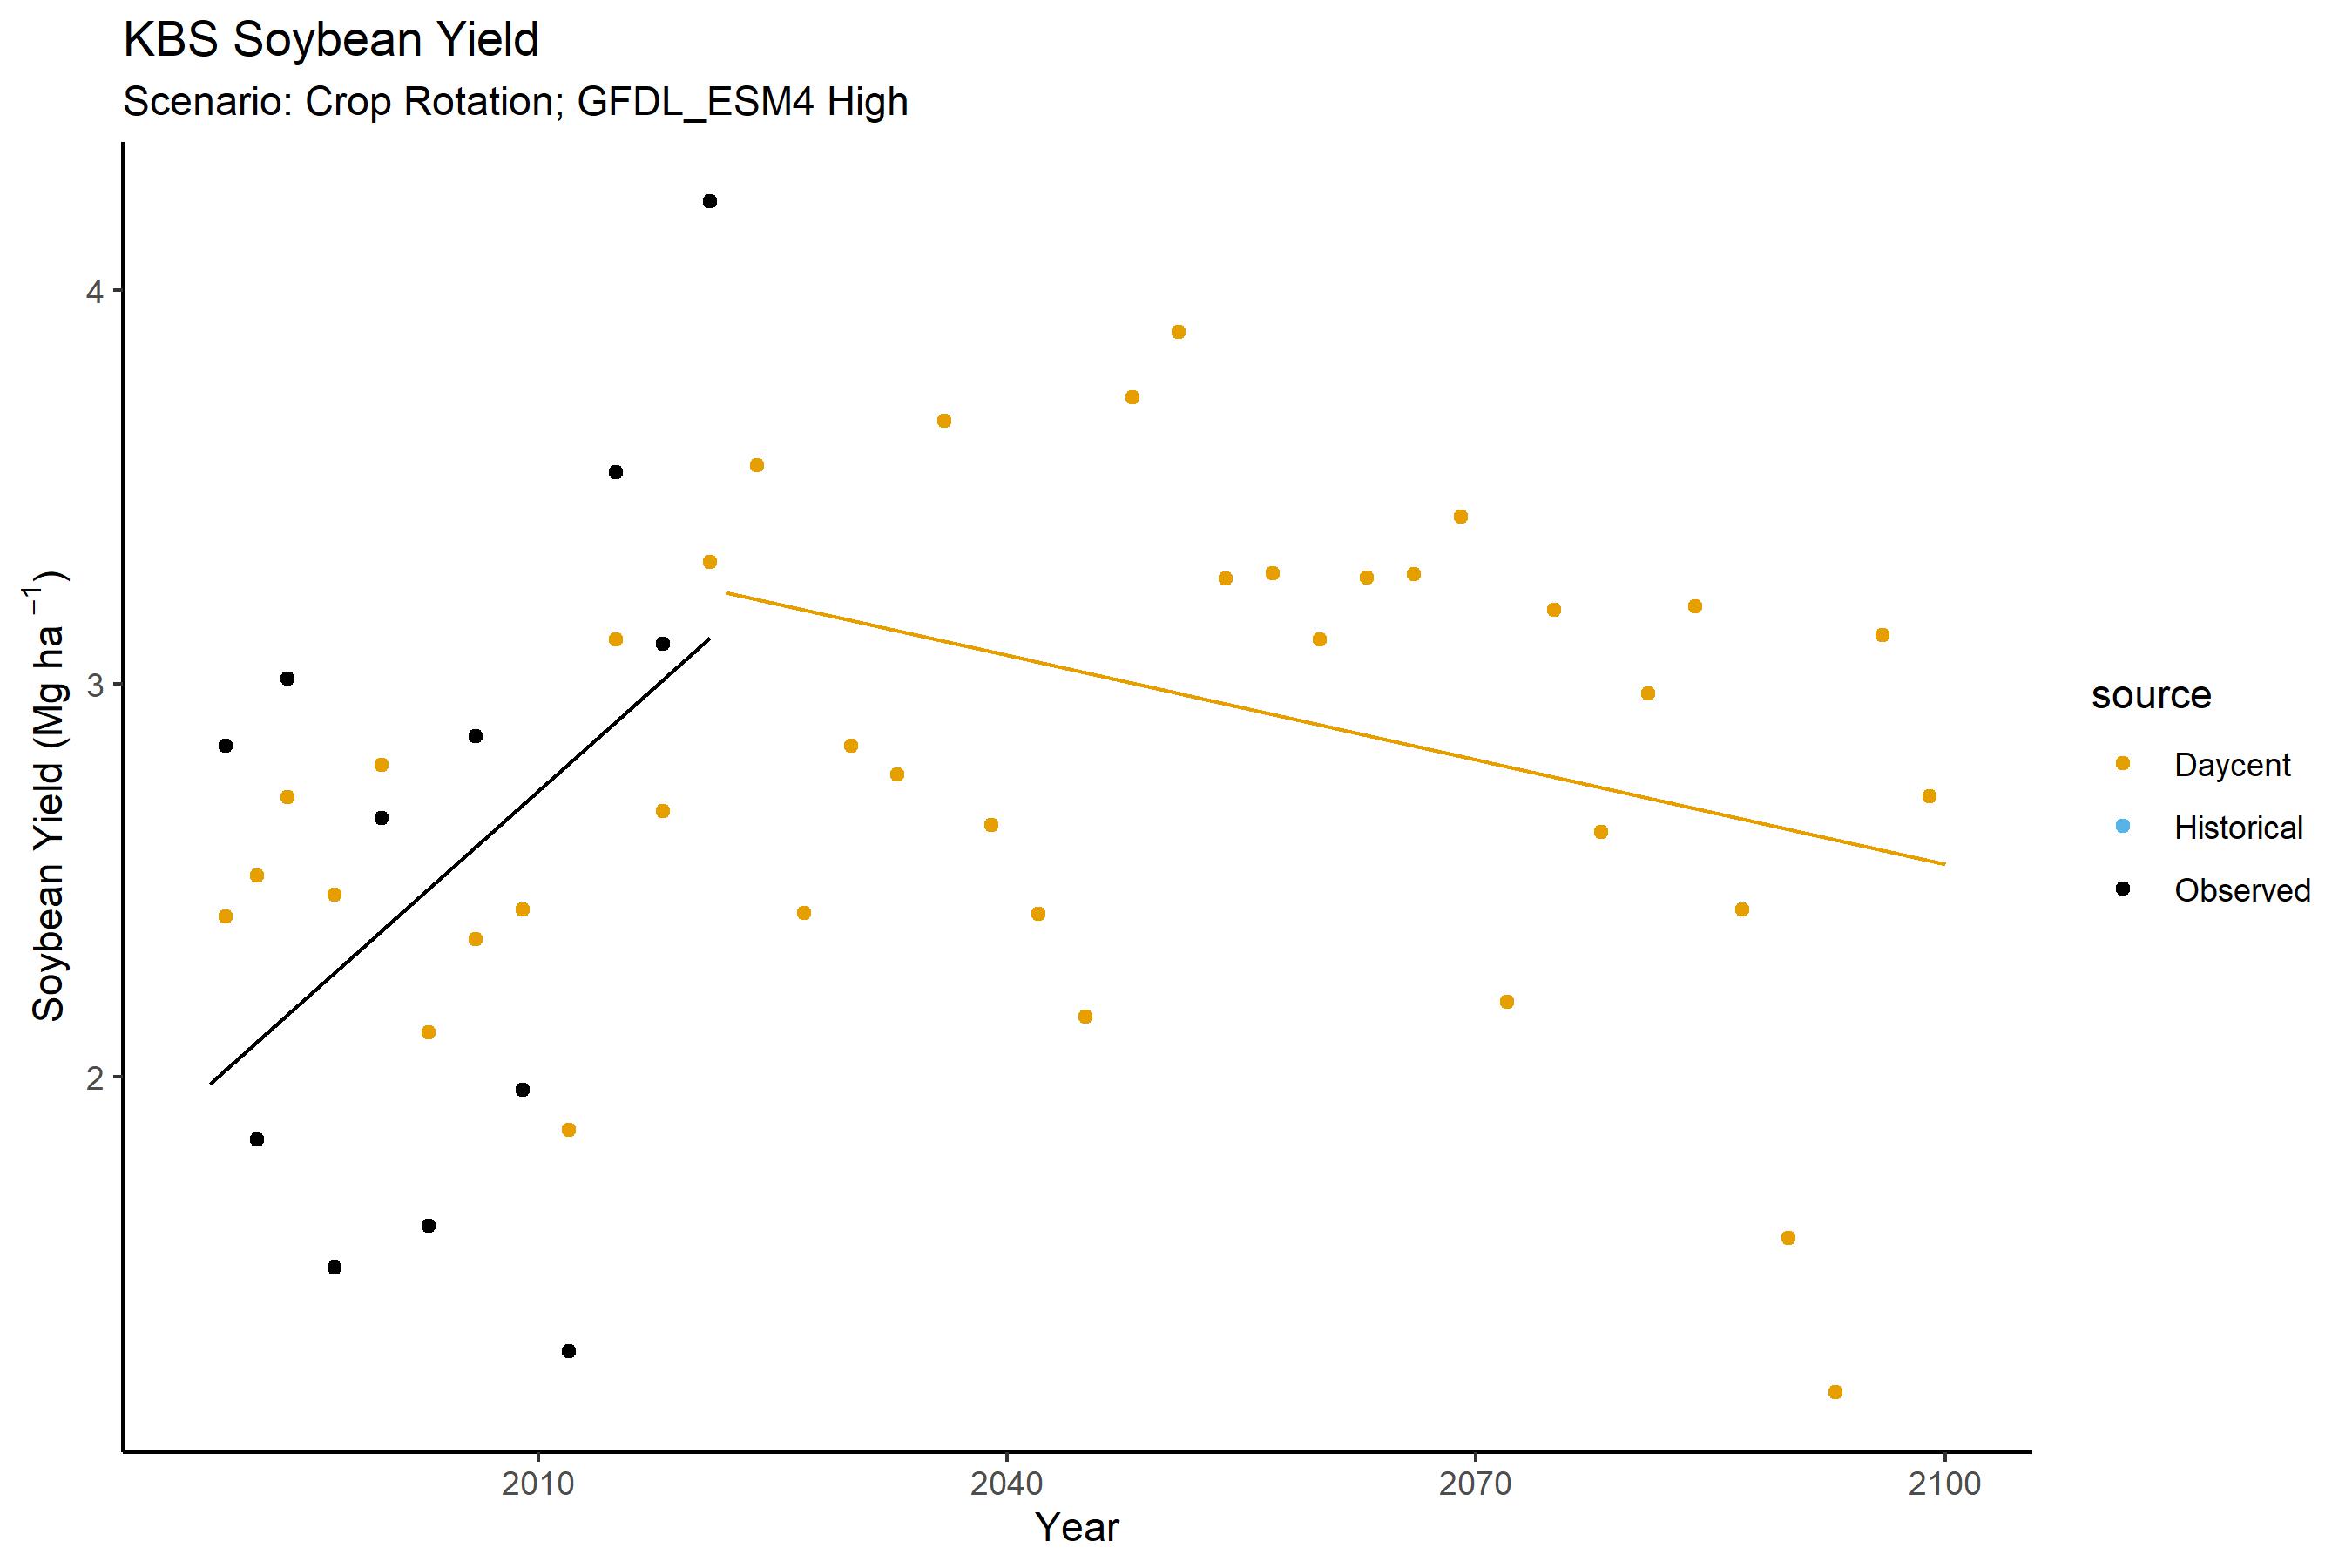 KBS Soybean Yield
Scenario: Crop Rotation; GFDL_ESM4 High
Soybean Yield (Mg ha −1)
4
3
2
2010
2040
2070
2100
Year
source
Daycent
Historical
Observed